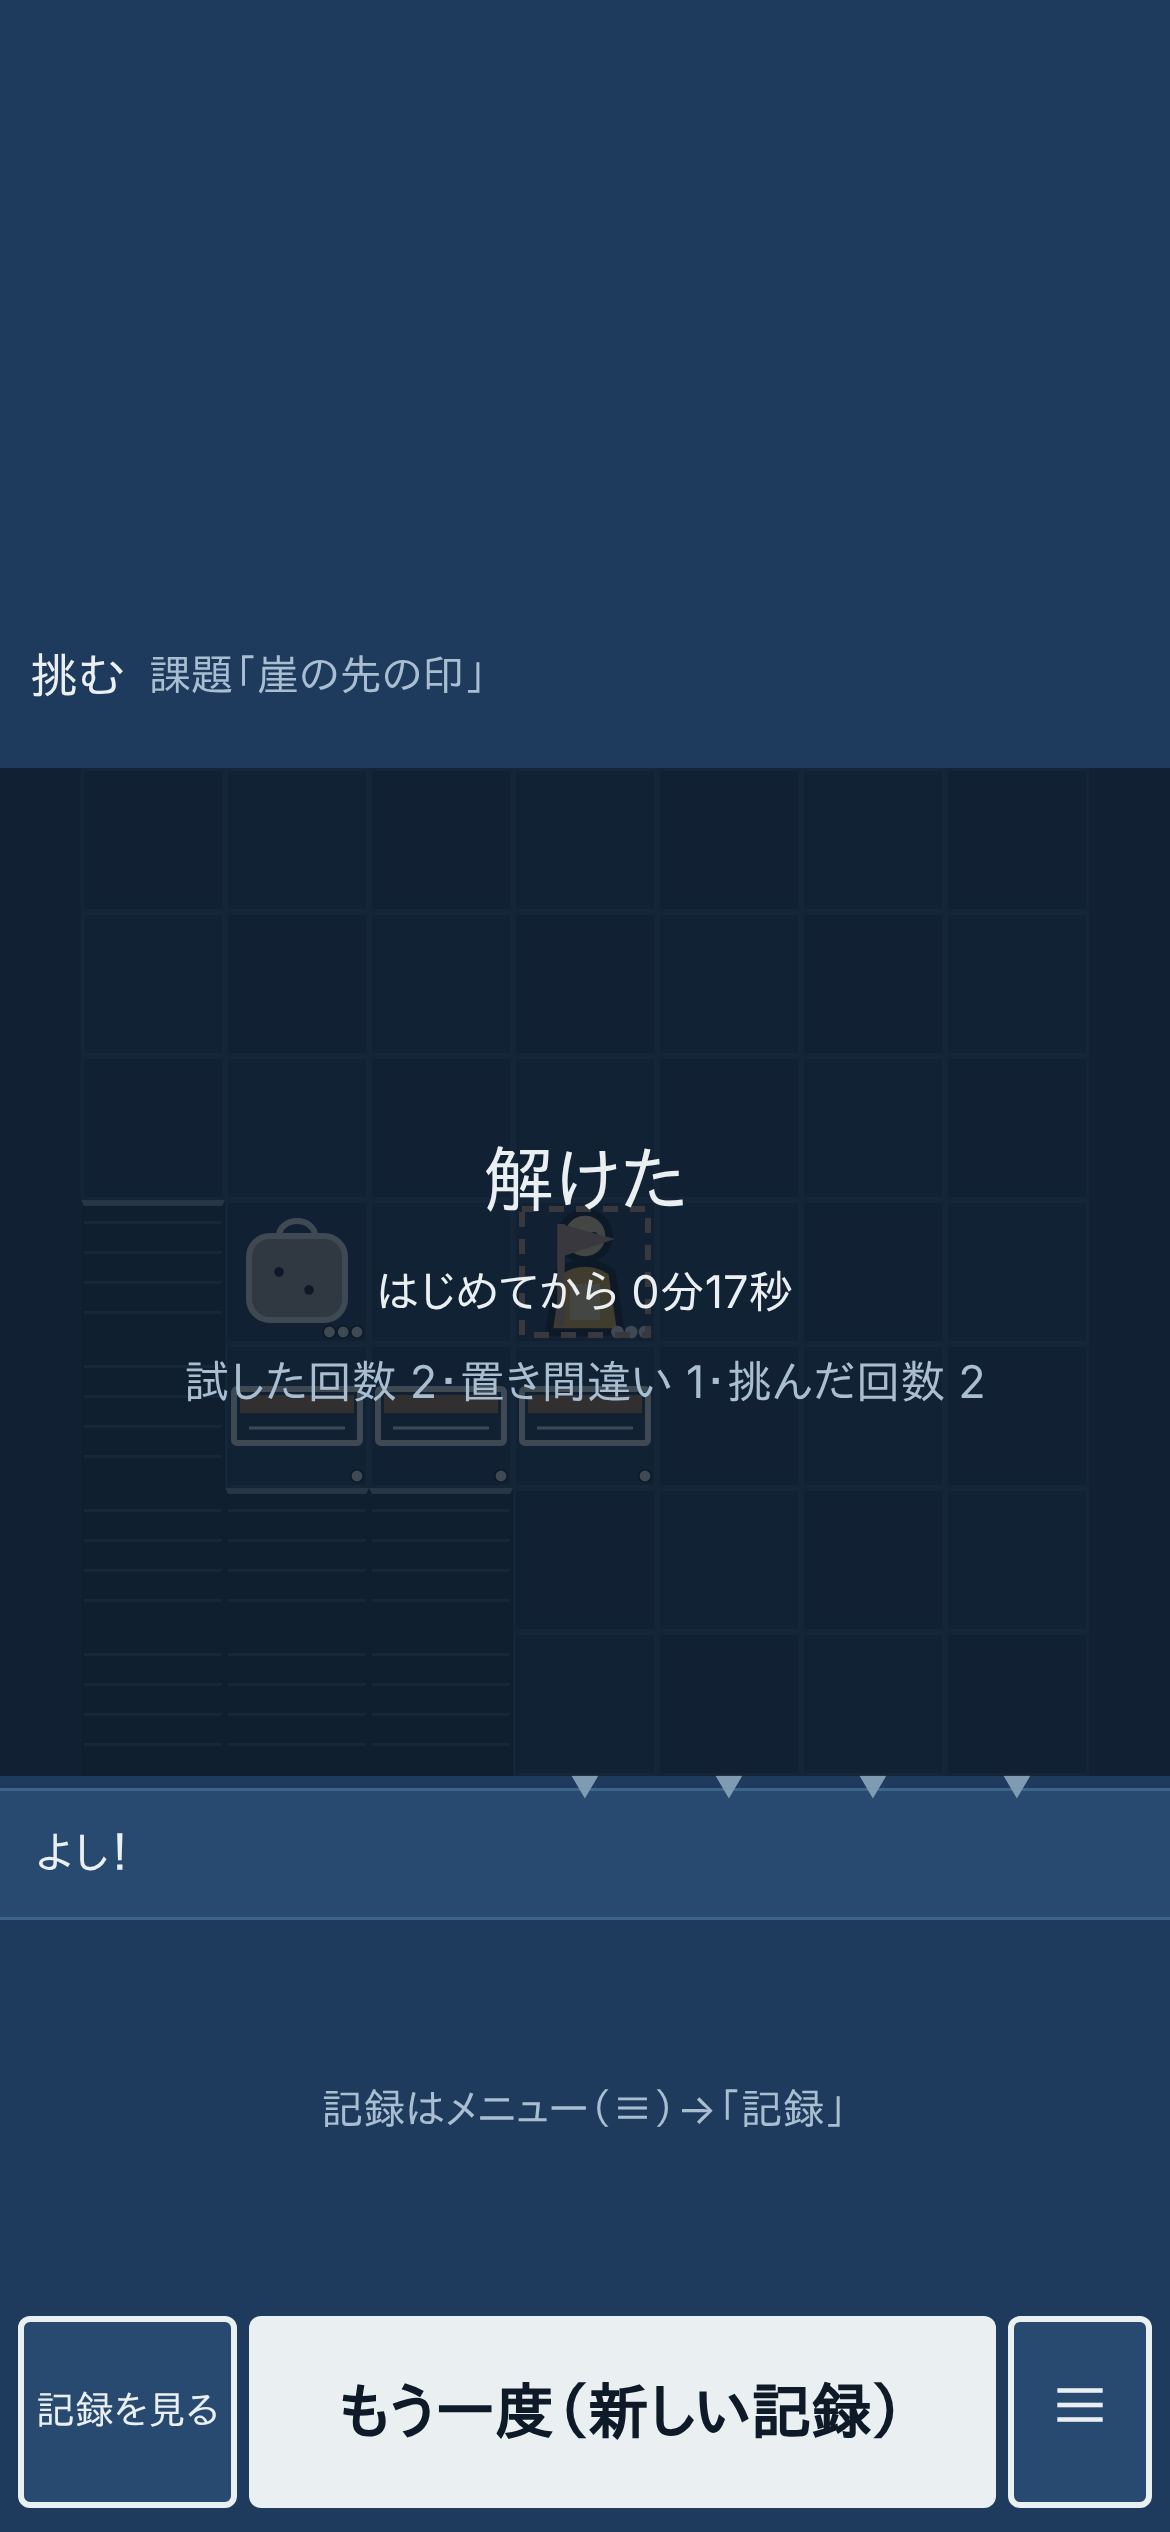 挑む 課題「崖の先の印」
解けた
はじめてから 0分17秒
試した回数 2・置き間違い 1・挑んだ回数 2
よし!
記録はメニュー(≡)→「記録」
記録を見る
もう一度(新しい記録)
≡